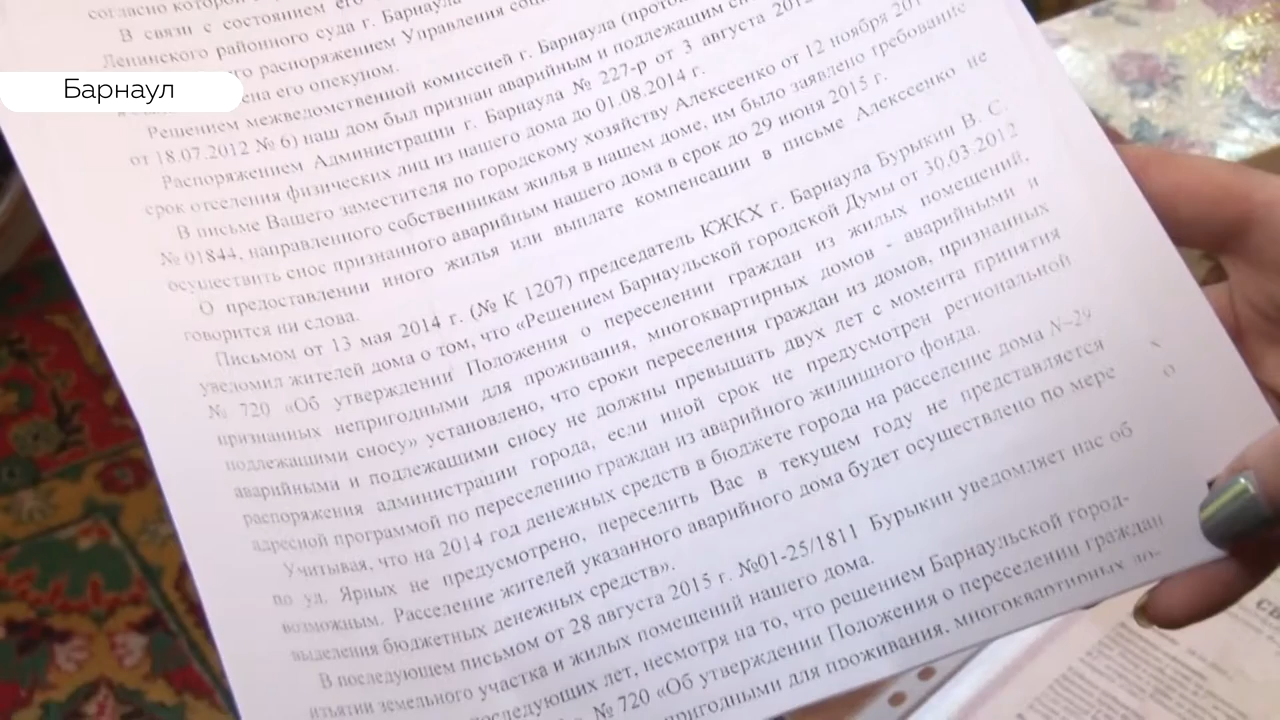 Барнаул
согласно которой
В связи с состоянием его
Ленинского районного суда г. Барнаула
распоряжением Управления
его опекуном.
Решением межведомственной комиссией г. Барнаула
от 18.07.2012 № 6) наш дом был признан аварийным и подлежащим
Распоряжением Администрации г. Барнаула № 227-р от 3 августа
срок отселения физических лиц из нашего дома до 01.08.2014 г.
В письме Вашего заместителя по городскому хозяйству Алексеенко от 12 ноября
№ 01844, направленного собственникам жилья в нашем доме, им было заявлено требование
осуществить снос признанного аварийным нашего дома в срок до 29 июня 2015 г.
О предоставлении иного жилья или выплате компенсации в письме Алексеенко не
говорится ни слова.
Письмом от 13 мая 2014 г. (№ К 1207) председатель КЖКХ г. Барнаула Бурыкин В. С.
уведомил жителей дома о том, что «Решением Барнаульской городской Думы от 30.03.2012
№ 720 «Об утверждении Положения о переселении граждан из жилых помещений,
признанных непригодными для проживания, многоквартирных домов - аварийными и
подлежащими сносу» установлено, что сроки переселения граждан из домов, признанных
аварийными и подлежащими сносу не должны превышать двух лет с момента принятия
распоряжения администрации города, если иной срок не предусмотрен региональной
адресной программой по переселению граждан из аварийного жилищного фонда.
Учитывая, что на 2014 год денежных средств в бюджете города на расселение дома №29
по ул. Ярных не предусмотрено, переселить Вас в текущем году не представляется
возможным. Расселение жителей указанного аварийного дома будет осуществлено по мере
выделения бюджетных денежных средств».
В последующем письмом от 28 августа 2015 г. №01-25/1811 Бурыкин уведомляет нас об
изъятии земельного участка и жилых помещений нашего дома.
последующих лет, несмотря на то, что решением Барнаульской город-
№ 720 «Об утверждении Положения о переселении граждан
пригодными для проживания, многоквартирных